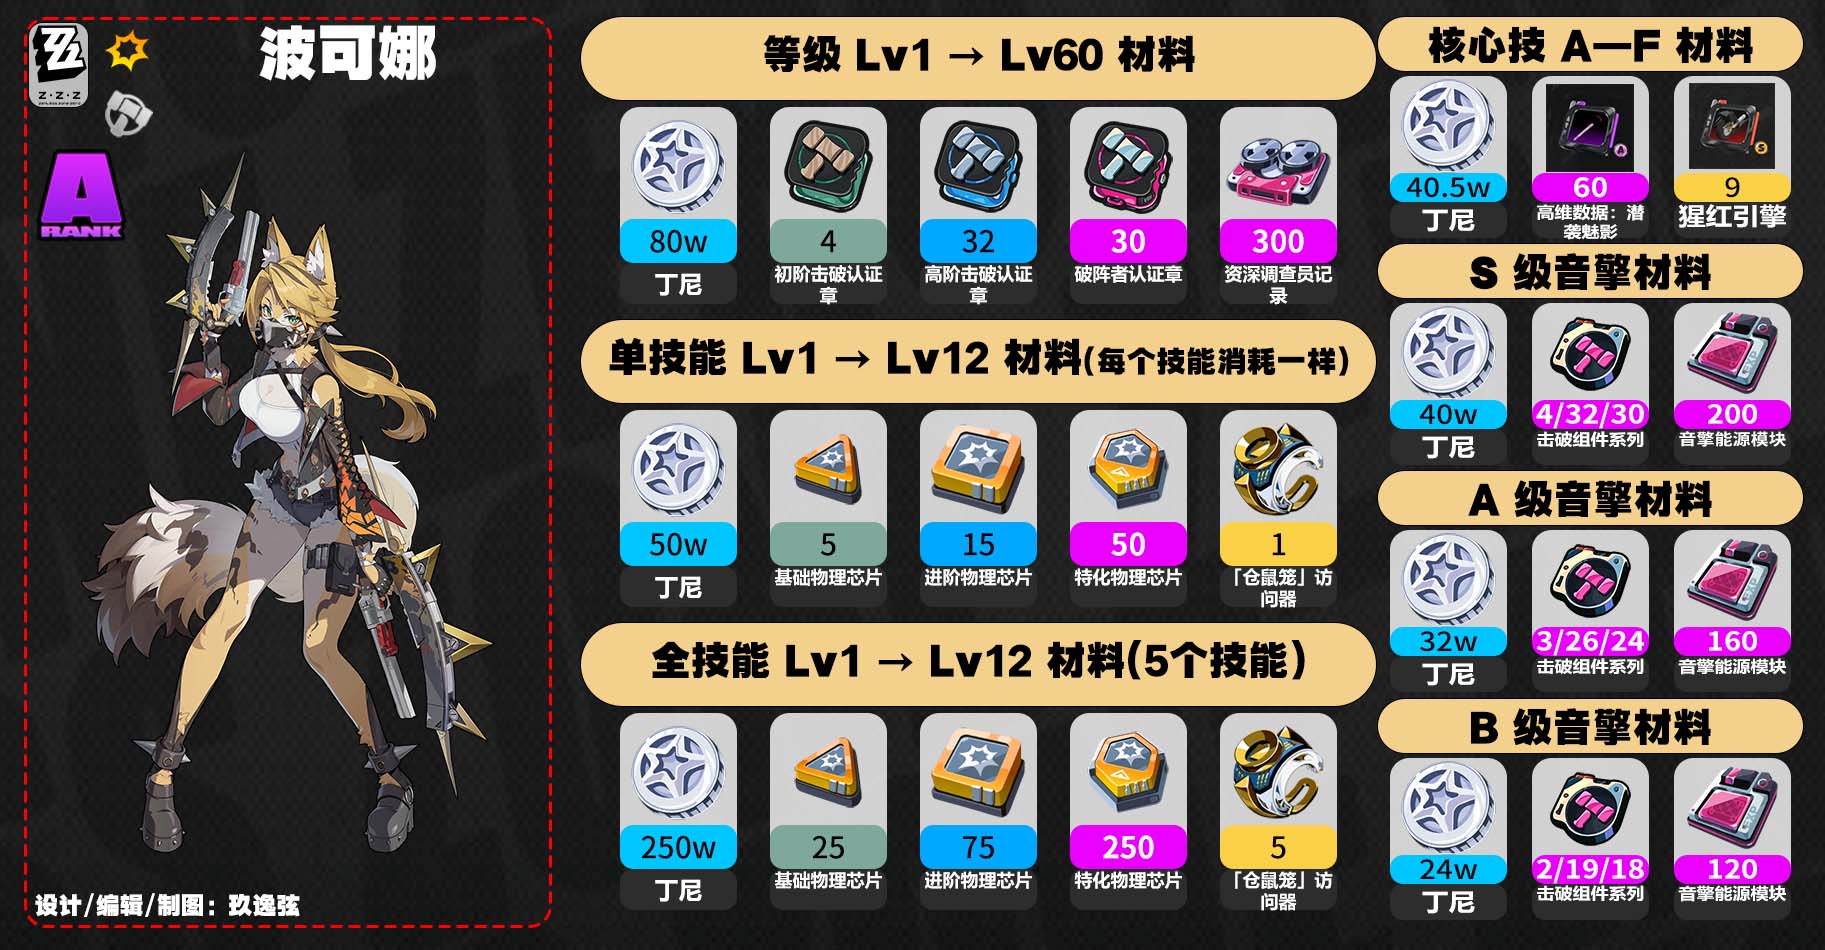 Z·Z·Z
波可娜
A
RANK
设计/编辑/制图：玖逸弦
等级 Lv1 → Lv60 材料
80w
丁尼
4
初阶击破认证
章
32
高阶击破认证
章
30
破阵者认证章
300
资深调查员记
录
单技能 Lv1 → Lv12 材料(每个技能消耗一样)
50w
丁尼
5
基础物理芯片
15
进阶物理芯片
50
特化物理芯片
1
「仓鼠笼」访
问器
全技能 Lv1 → Lv12 材料(5个技能)
250w
丁尼
25
基础物理芯片
75
进阶物理芯片
250
特化物理芯片
5
「仓鼠笼」访
问器
核心技 A—F 材料
40.5w
丁尼
60
高维数据：潜
袭魅影
9
猩红引擎
S 级音擎材料
40w
丁尼
4/32/30
击破组件系列
200
音擎能源模块
A 级音擎材料
32w
丁尼
3/26/24
击破组件系列
160
音擎能源模块
B 级音擎材料
24w
丁尼
2/19/18
击破组件系列
120
音擎能源模块